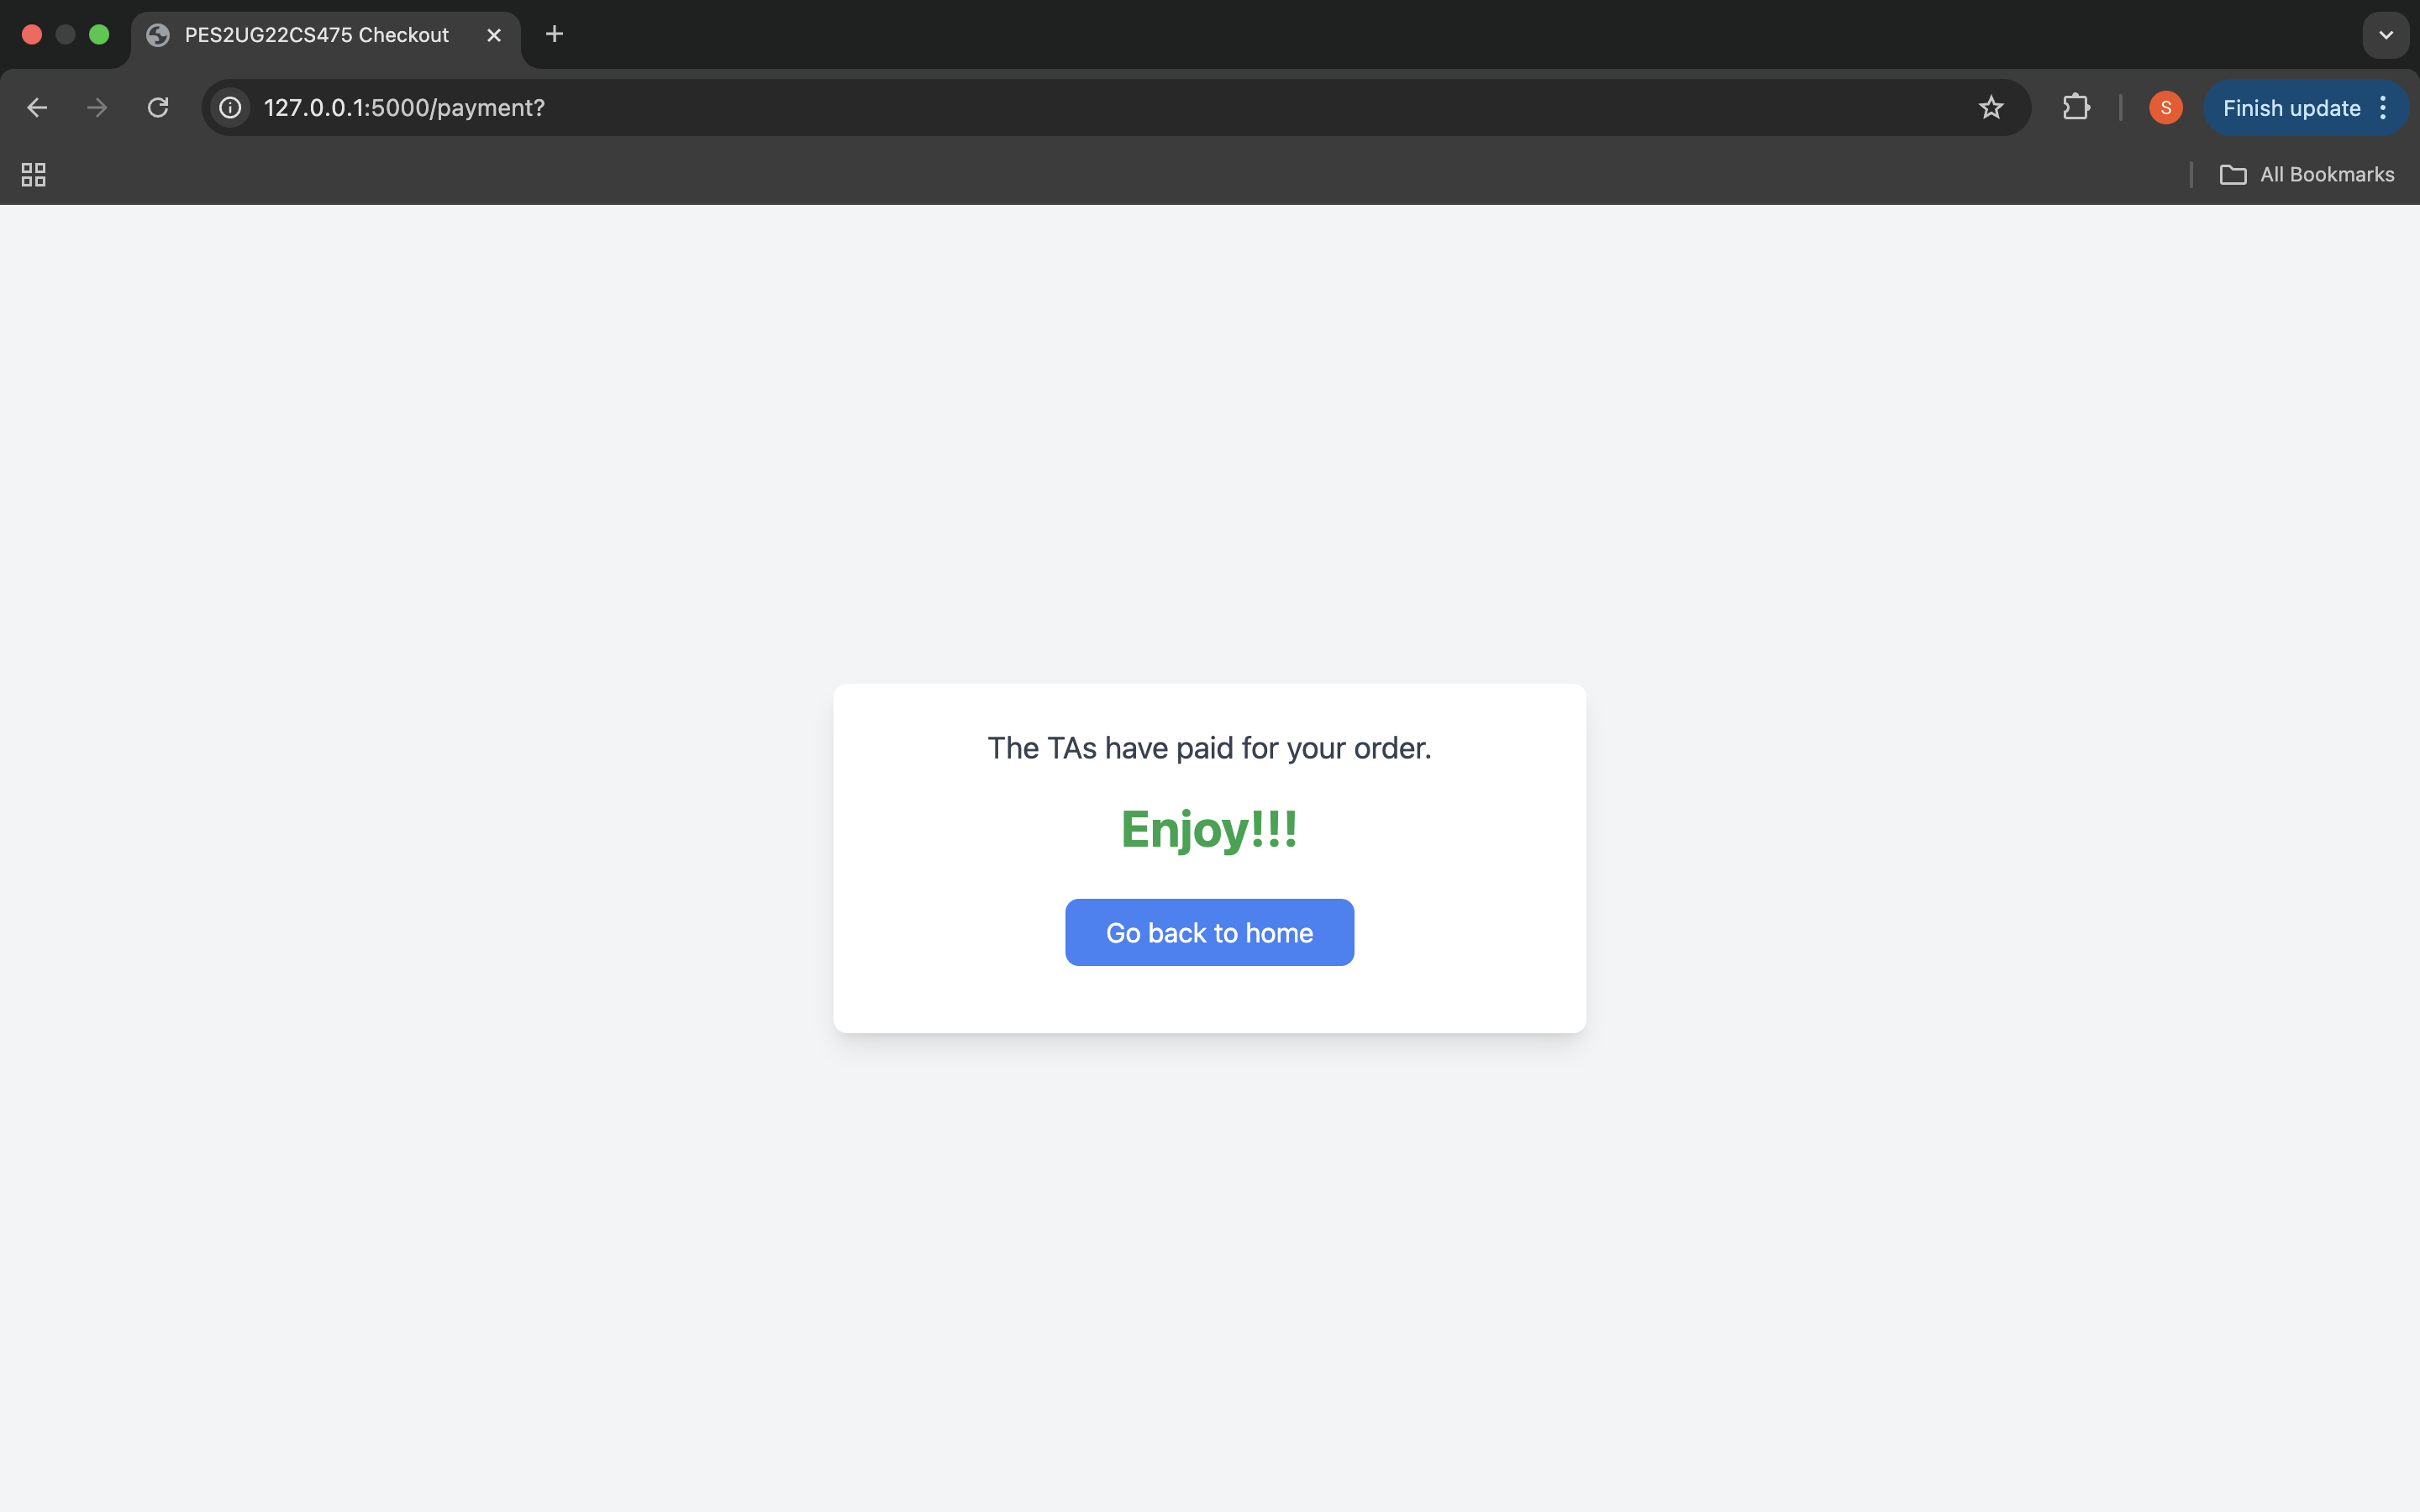 PES2UG22CS475 Checkout
127.0.0.1:5000/payment?
S
Finish update
All Bookmarks
The TAs have paid for your order.
Enjoy!!!
Go back to home